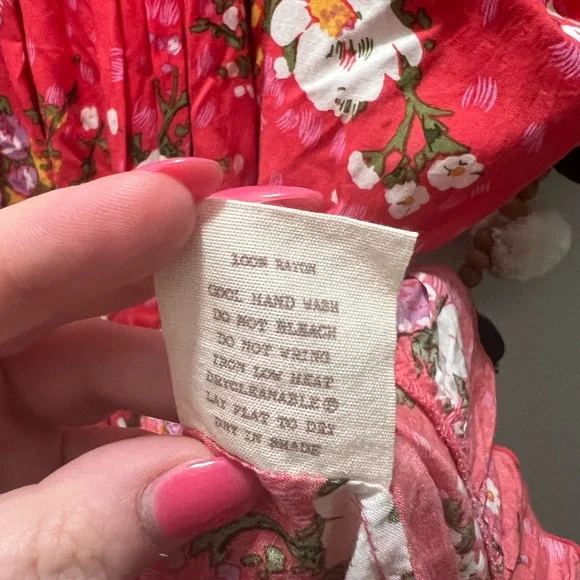 100% RAYON
COOL HAND WASH
DO NOT BLEACH
DO NOT WRING
IRON LOW HEAT
DRYCLEANABLE Ⓟ
LAY FLAT TO DRY
DRY IN SHADE